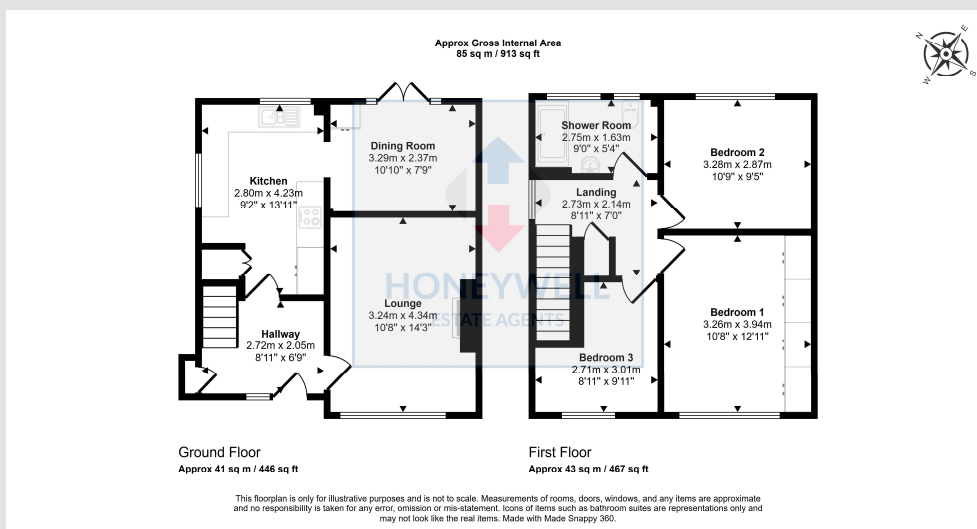 Approx Gross Internal Area
85 sq m / 913 sq ft
N
E
S
W
Kitchen
2.80m x 4.23m
9'2" x 13'11"
Dining Room
3.29m x 2.37m
10'10" x 7'9"
Lounge
3.24m x 4.34m
10'8" x 14'3"
Hallway
2.72m x 2.05m
8'11" x 6'9"
Shower Room
2.75m x 1.63m
9'0" x 5'4"
Landing
2.73m x 2.14m
8'11" x 7'0"
Bedroom 2
3.28m x 2.87m
10'9" x 9'5"
Bedroom 1
3.26m x 3.94m
10'8" x 12'11"
Bedroom 3
2.71m x 3.01m
8'11" x 9'11"
HONEYWELL
ESTATE AGENTS
Ground Floor
Approx 41 sq m / 446 sq ft
First Floor
Approx 43 sq m / 467 sq ft
This floorplan is only for illustrative purposes and is not to scale. Measurements of rooms, doors, windows, and any items are approximate
and no responsibility is taken for any error, omission or mis-statement. Icons of items such as bathroom suites are representations only and
may not look like the real items. Made with Made Snappy 360.